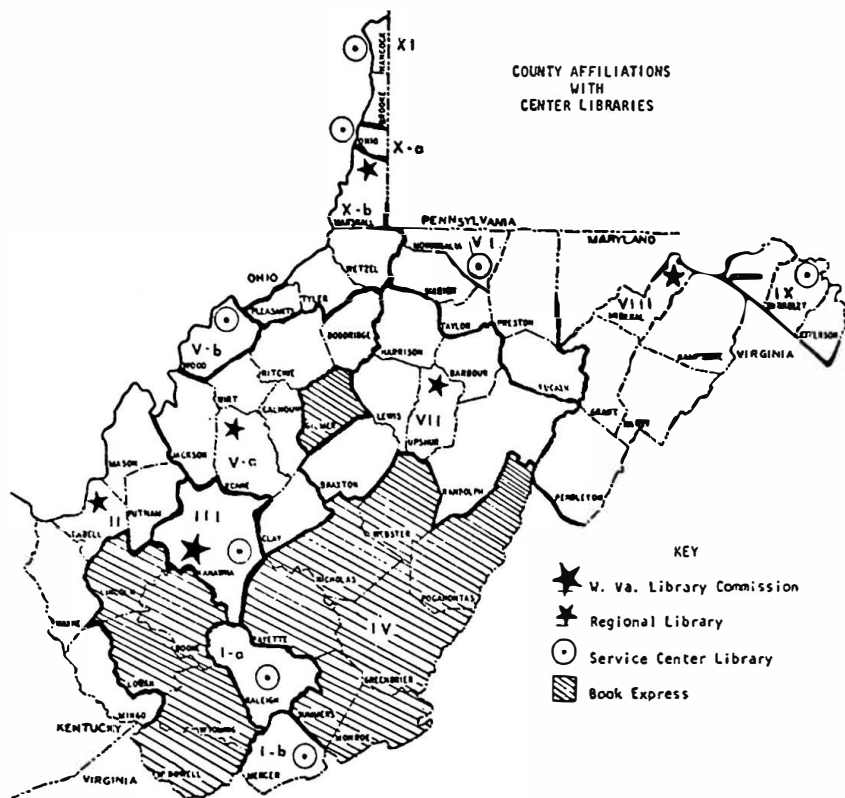 COUNTY AFFILIATIONS
WITH
CENTER LIBRARIES
XI
HANCOCK
BROOKE
OHIO
X-a
X-b
MARSHALL
PENNSYLVANIA
MARYLAND
VI
MONONGALIA
OHIO
WETZEL
MARION
TYLER
PLEASANTS
PRESTON
TAYLOR
VIII
MINERAL
IX
BERKELEY
JEFFERSON
V-b
WOOD
DODDRIDGE
HARRISON
BARBOUR
VIRGINIA
RITCHIE
WIRT
CALHOUN
GILMER
TUCKER
GRANT
HARDY
LEWIS
VII
UPSHUR
MASON
JACKSON
V-a
ROANE
BRAXTON
RANDOLPH
PENDLETON
II
PUTNAM
III
CABELL
CLAY
WEBSTER
KANAWHA
KEY
W. Va. Library Commission
LINCOLN
NICHOLAS
POCAHONTAS
Regional Library
WAYNE
IV
BOONE
I-a
FAYETTE
Service Center Library
LOGAN
RALEIGH
GREENBRIER
Book Express
MINGO
KENTUCKY
WYOMING
SUMMERS
MONROE
I-b
McDOWELL
MERCER
VIRGINIA